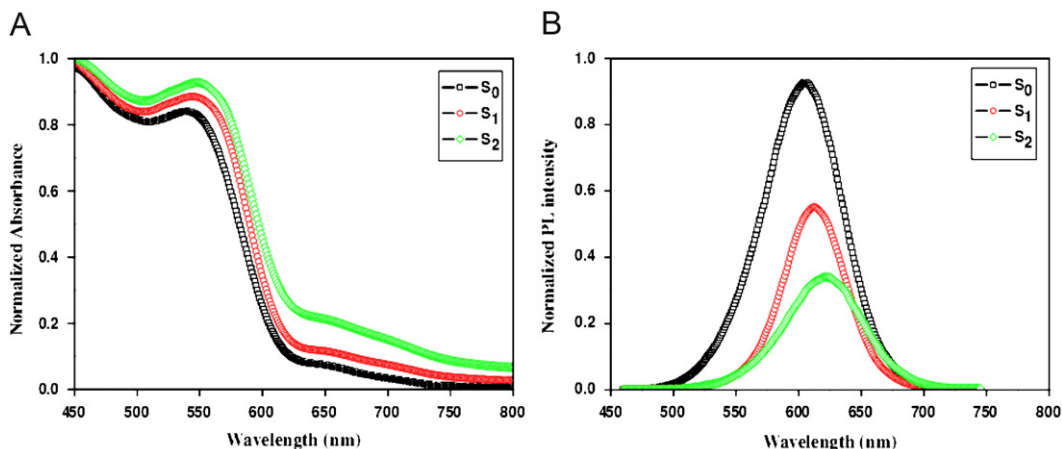 A
Normalized Absorbance
1.0
0.8
0.6
0.4
0.2
0.0
450 500 550 600 650 700 750 800
Wavelength (nm)
S0
S1
S2
B
Normalized PL intensity
1.0
0.8
0.6
0.4
0.2
0.0
450 500 550 600 650 700 750 800
Wavelength (nm)
S0
S1
S2